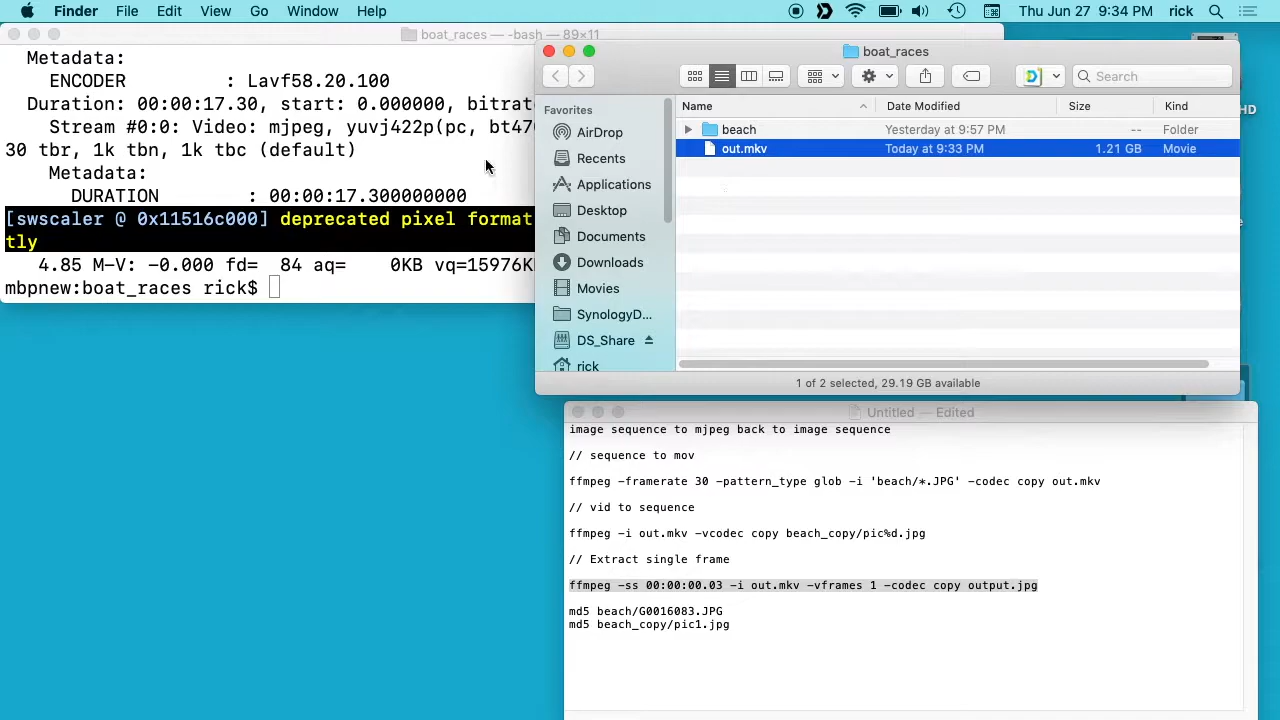 Finder File Edit View Go Window Help Thu Jun 27 9:34 PM rick
boat_races — -bash — 89×11
Metadata:
ENCODER : Lavf58.20.100
Duration: 00:00:17.30, start: 0.000000, bitrat
Stream #0:0: Video: mjpeg, yuvj422p(pc, bt47
30 tbr, 1k tbn, 1k tbc (default)
Metadata:
DURATION : 00:00:17.300000000
[swscaler @ 0x11516c000] deprecated pixel format
tly
4.85 M-V: -0.000 fd= 84 aq= 0KB vq=15976K
mbpnew:boat_races rick$
boat_races
Search
Favorites
AirDrop
Recents
Applications
Desktop
Documents
Downloads
Movies
SynologyD...
DS_Share
rick
Name Date Modified Size Kind
beach Yesterday at 9:57 PM -- Folder
out.mkv Today at 9:33 PM 1.21 GB Movie
1 of 2 selected, 29.19 GB available
HD
Untitled — Edited
image sequence to mjpeg back to image sequence
// sequence to mov
ffmpeg -framerate 30 -pattern_type glob -i 'beach/*.JPG' -codec copy out.mkv
// vid to sequence
ffmpeg -i out.mkv -vcodec copy beach_copy/pic%d.jpg
// Extract single frame
ffmpeg -ss 00:00:00.03 -i out.mkv -vframes 1 -codec copy output.jpg
md5 beach/G0016083.JPG
md5 beach_copy/pic1.jpg